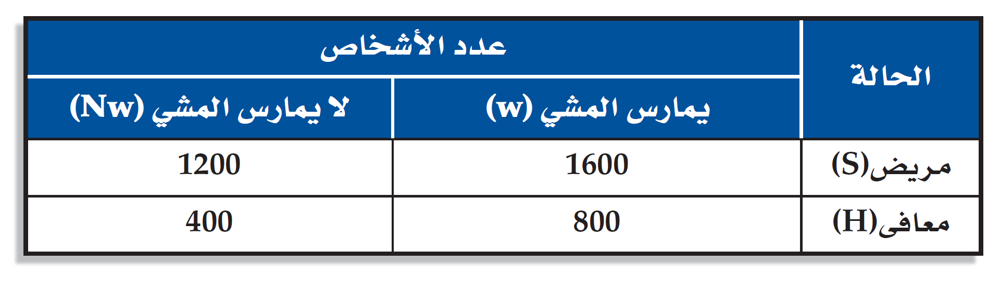 الحالة
عدد الأشخاص
يمارس المشي (w)
لا يمارس المشي (Nw)
مريض(S)
1600
1200
معافى(H)
800
400